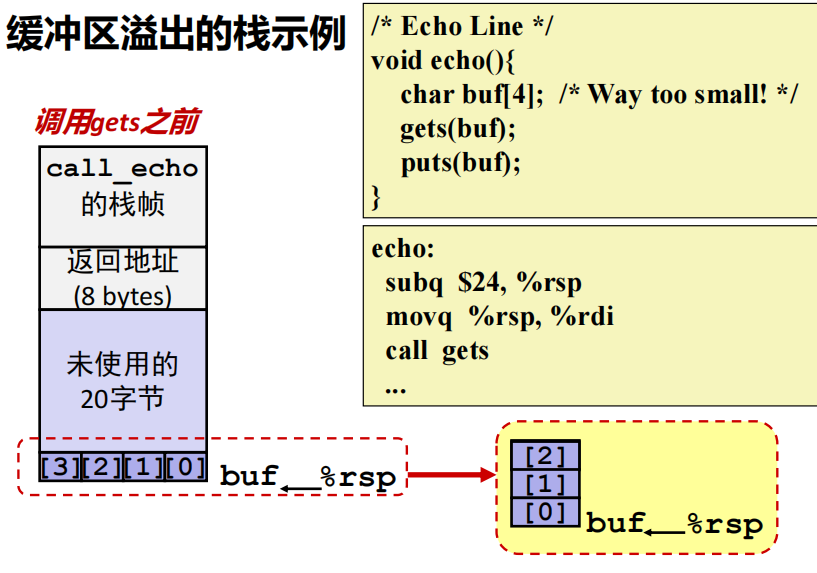 缓冲区溢出的栈示例
调用gets之前
call_echo
的栈帧
返回地址
(8 bytes)
未使用的
20字节
[3][2][1][0] buf %rsp
/* Echo Line */
void echo(){
char buf[4]; /* Way too small! */
gets(buf);
puts(buf);
}
echo:
subq $24, %rsp
movq %rsp, %rdi
call gets
...
[2]
[1]
[0] buf %rsp